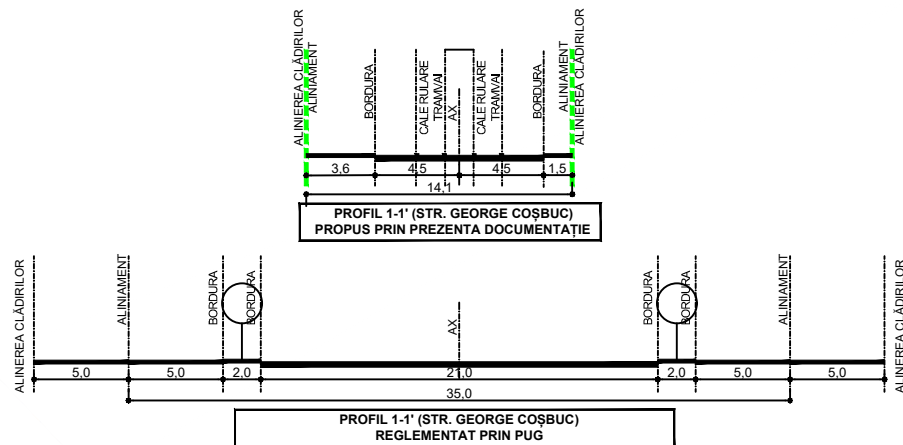 ALINIEREA CLĂDIRILOR
ALINIAMENT
BORDURA
CALE RULARE
TRAMVAI
AX
CALE RULARE
TRAMVAI
BORDURA
ALINIAMENT
ALINIEREA CLĂDIRILOR
3,6
4,5
4,5
1,5
14,1
PROFIL 1-1' (STR. GEORGE COȘBUC)
PROPUS PRIN PREZENTA DOCUMENTAȚIE
ALINEREA CLĂDIRILOR
ALINIAMENT
BORDURA
BORDURA
AX
BORDURA
BORDURA
ALINIAMENT
ALINEREA CLĂDIRILOR
5,0
5,0
2,0
21,0
2,0
5,0
5,0
35,0
PROFIL 1-1' (STR. GEORGE COȘBUC)
REGLEMENTAT PRIN PUG